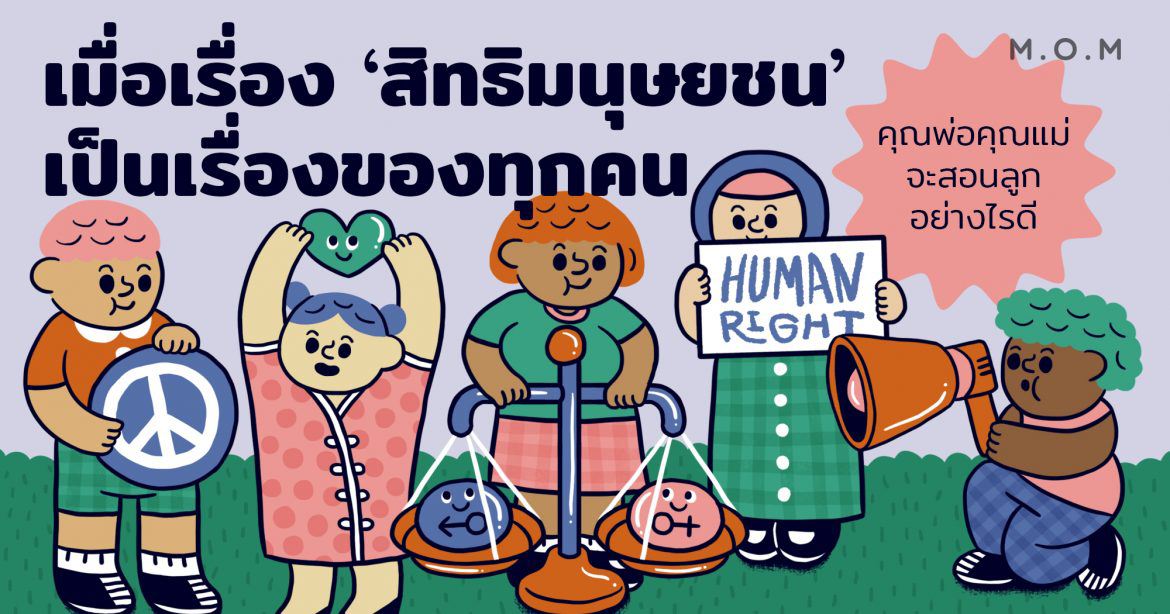 เมื่อเรื่อง ‘สิทธิมนุษยชน’
เป็นเรื่องของทุกคน
M.O.M
คุณพ่อคุณแม่
จะสอนลูก
อย่างไรดี
HUMAN
RIGHT